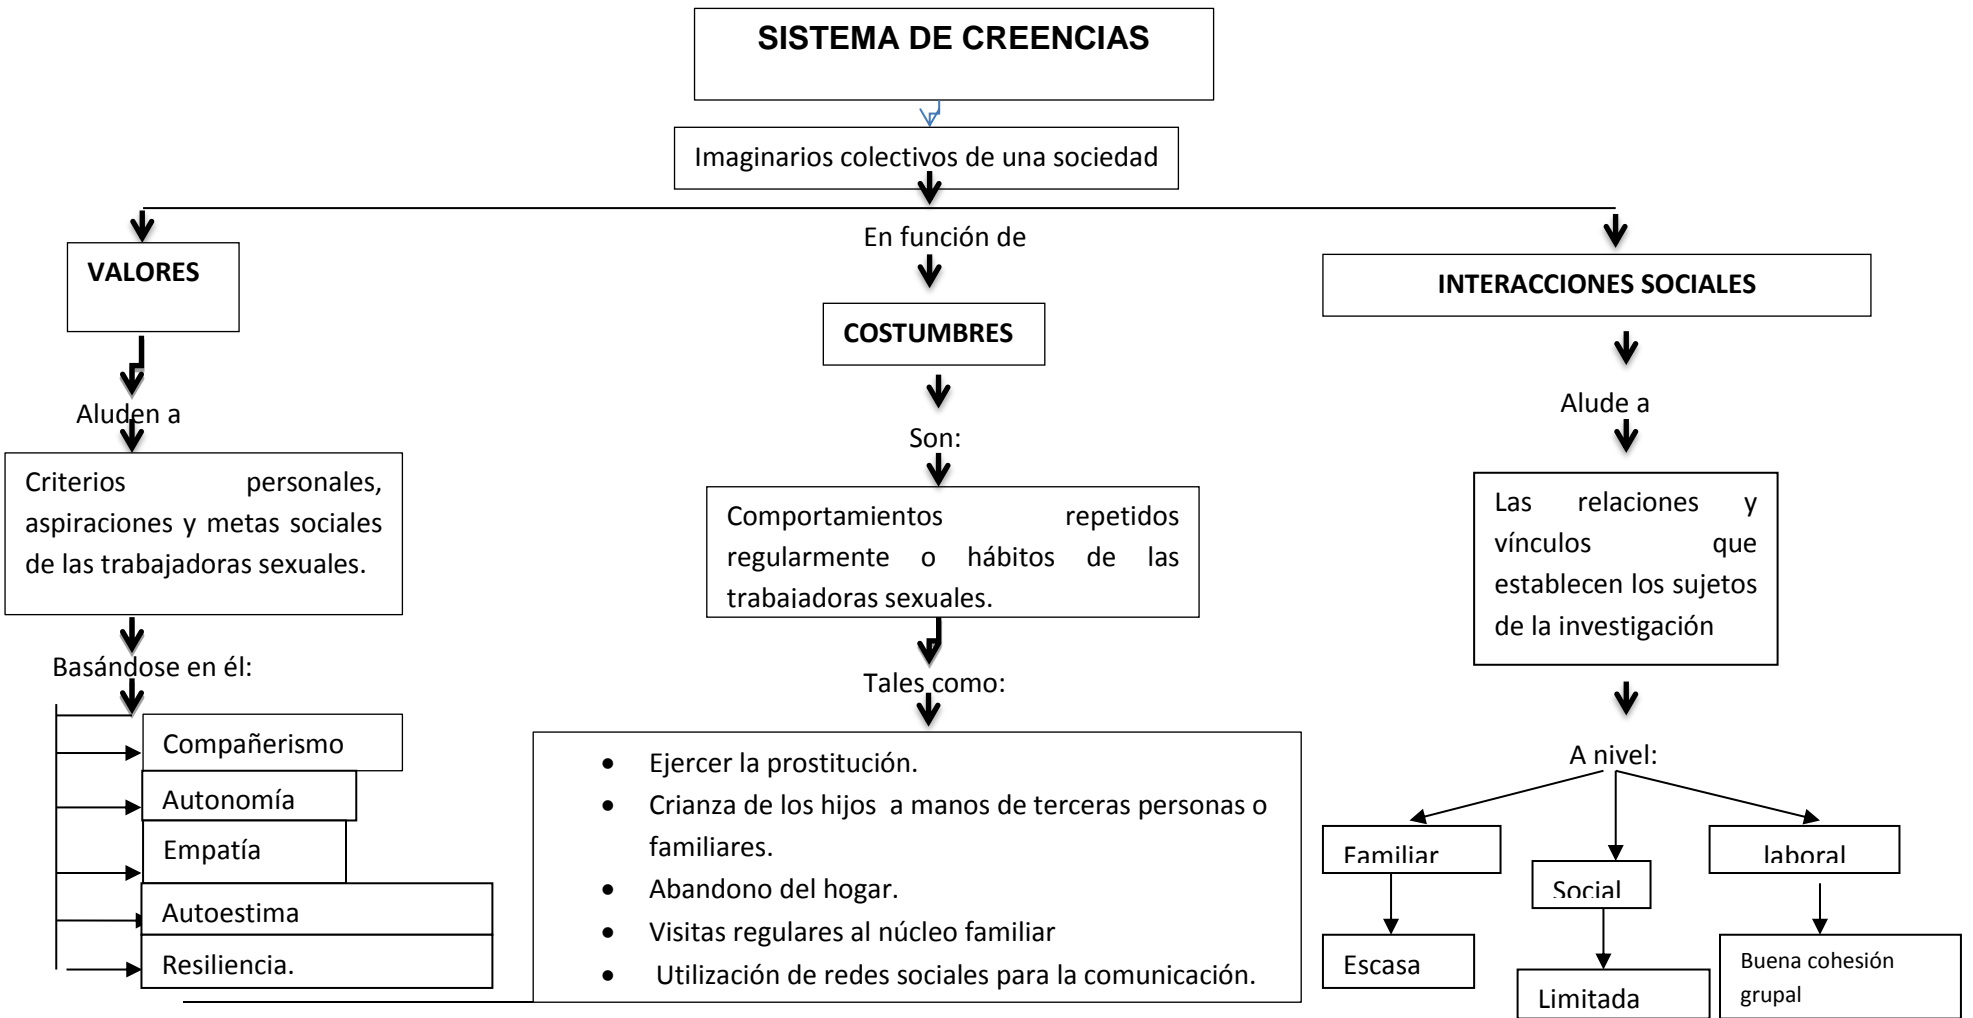 SISTEMA DE CREENCIAS
Imaginarios colectivos de una sociedad
En función de
VALORES
Aluden a
Criterios personales,
aspiraciones y metas sociales
de las trabajadoras sexuales.
Basándose en él:
Compañerismo
Autonomía
Empatía
Autoestima
Resiliencia.
COSTUMBRES
Son:
Comportamientos repetidos
regularmente o hábitos de las
trabajadoras sexuales.
Tales como:
• Ejercer la prostitución.
• Crianza de los hijos a manos de terceras personas o
familiares.
• Abandono del hogar.
• Visitas regulares al núcleo familiar
• Utilización de redes sociales para la comunicación.
INTERACCIONES SOCIALES
Alude a
Las relaciones y
vínculos que
establecen los sujetos
de la investigación
A nivel:
Familiar
Escasa
Social
Limitada
laboral
Buena cohesión
grupal